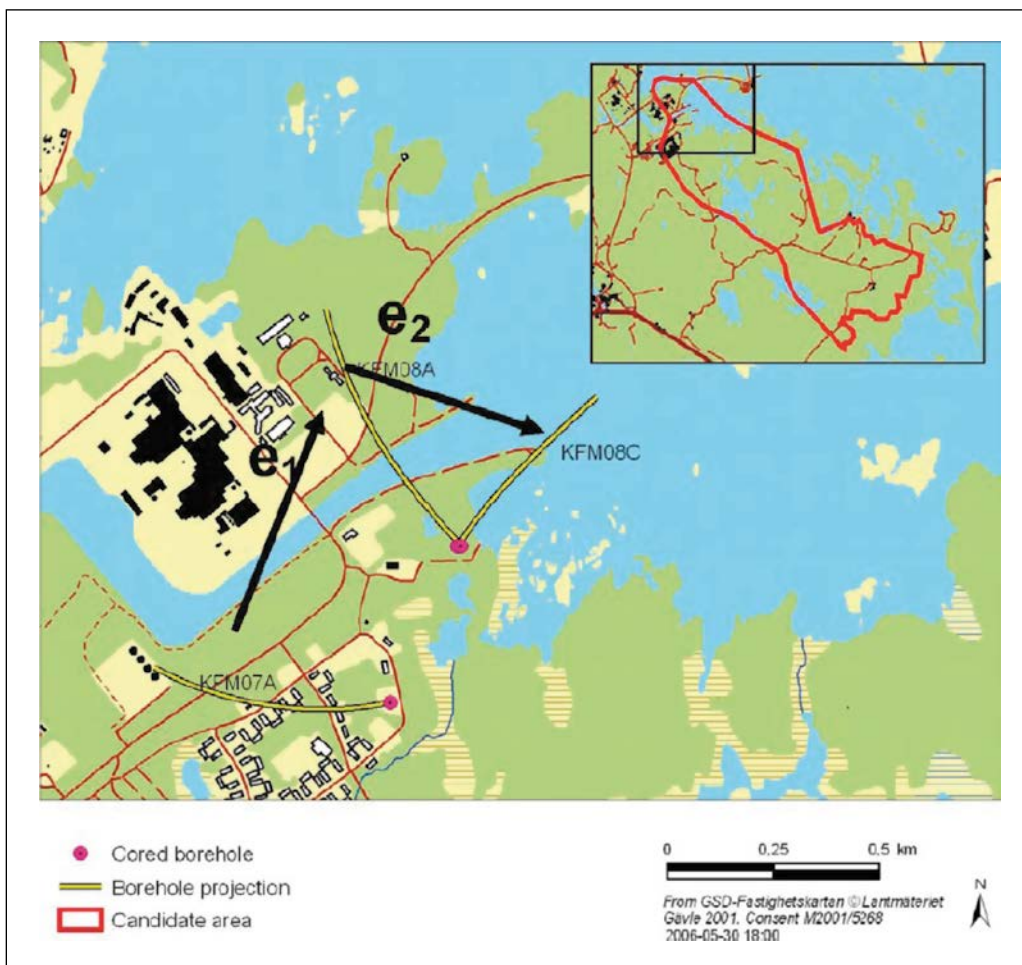 e2
KFM08A
e1
KFM08C
KFM07A
Cored borehole
Borehole projection
Candidate area
0 0,25 0,5 km
From GSD-Fastighetskartan © Lantmäteriet
Gävle 2001. Consent M2001/5268
2006-05-30 18:00
N